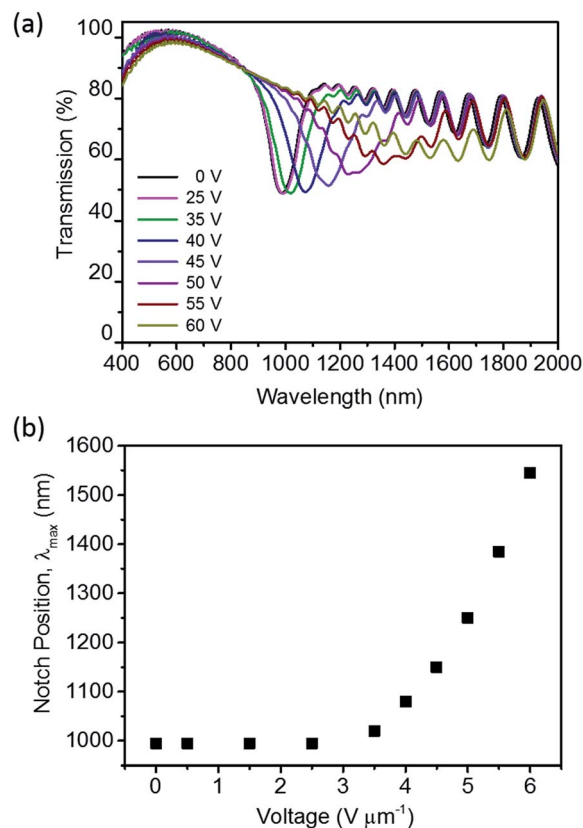 (a)
100
80
60
40
20
0
Transmission (%)
0 V
25 V
35 V
40 V
45 V
50 V
55 V
60 V
400 600 800 1000 1200 1400 1600 1800 2000
Wavelength (nm)
(b)
1600
1500
1400
1300
1200
1100
1000
Notch Position, λmax (nm)
0 1 2 3 4 5 6
Voltage (V μm⁻¹)